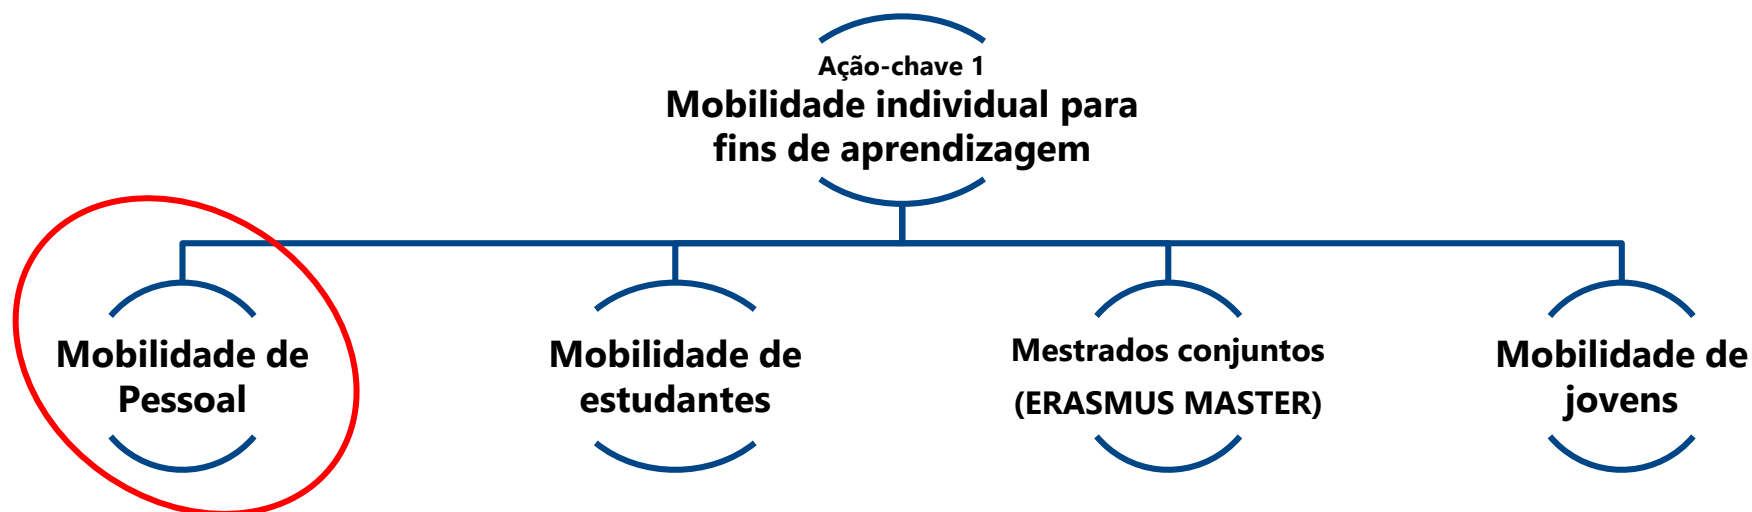 Ação-chave 1
Mobilidade individual para
fins de aprendizagem
Mobilidade de
Pessoal
Mobilidade de
estudantes
Mestrados conjuntos
(ERASMUS MASTER)
Mobilidade de
jovens